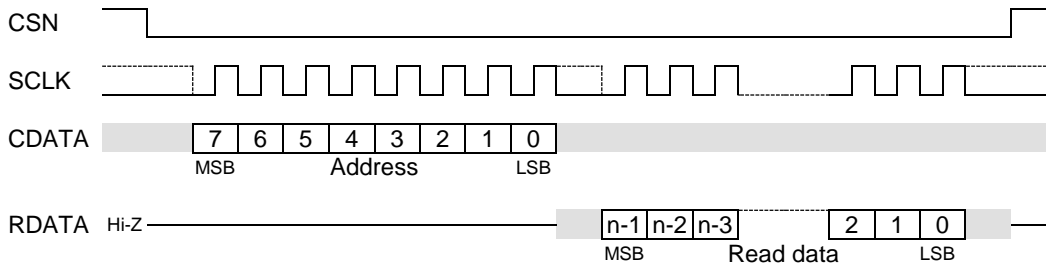 CSN
SCLK
CDATA 7 6 5 4 3 2 1 0
MSB Address LSB
RDATA Hi-Z n-1 n-2 n-3 2 1 0
MSB Read data LSB